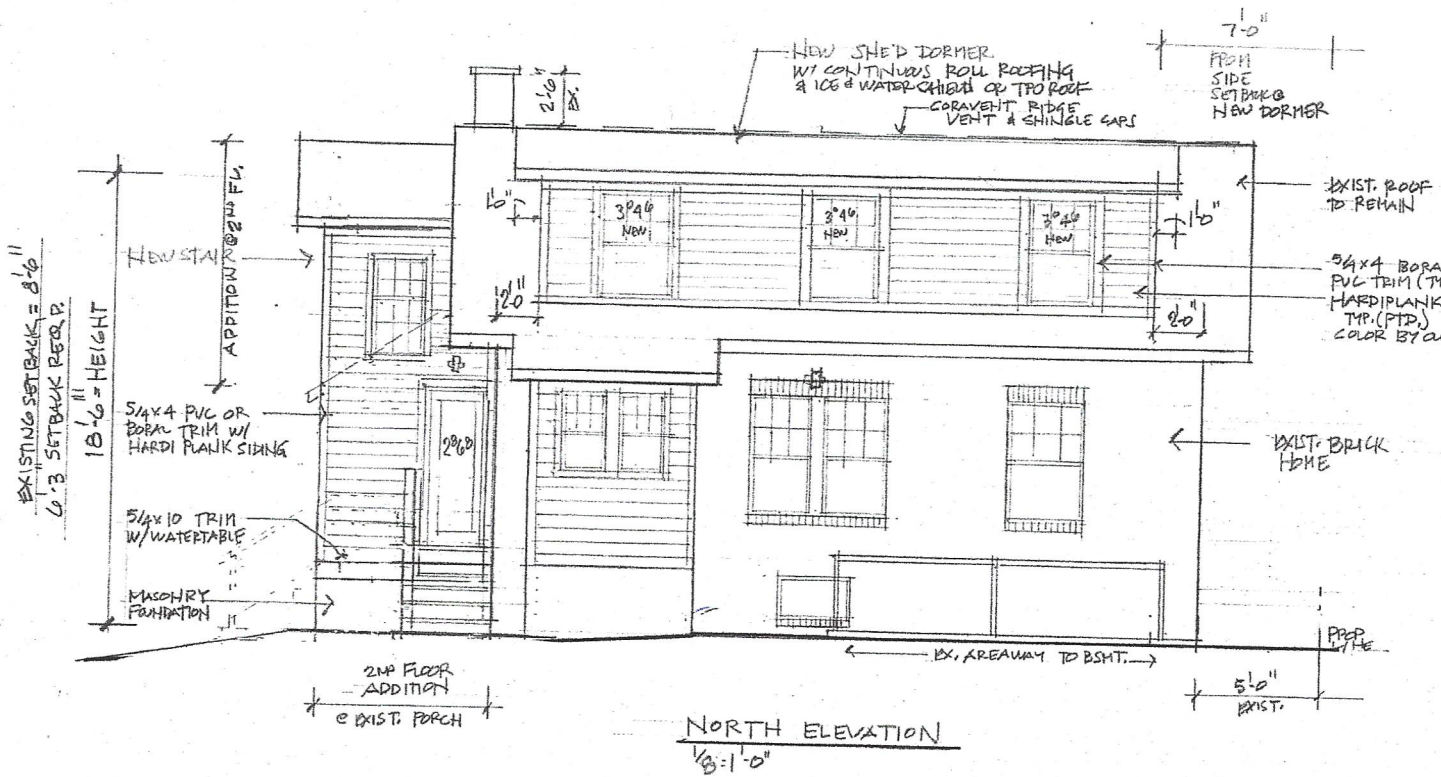 7'-0"
FROM
SIDE
SETBACK @
NEW DORMER
NEW SHED DORMER
W/ CONTINUOUS ROLL ROOFING
& ICE & WATER SHIELD OR TPO ROOF
CORAVENT RIDGE
VENT & SHINGLE CAPS
2'-6"
EX.
EXIST. ROOF
TO REMAIN
1'-0"
3⁰4⁶
NEW
3⁰4⁶
NEW
3⁰4⁶
NEW
1'-0"
NEW STAIR
ADDITION @ 2ND FL.
EXISTING SETBACK = 8'-6"
6'-3" SETBACK REQ'D.
18'-6" = HEIGHT
2'-0"
2'-0"
5/4x4 BORA
PVC TRIM (TY
HARDIPLANK
TYP. (PTD.)
COLOR BY OW
5/4x4 PVC OR
BORAL TRIM W/
HARDI PLANK SIDING
2⁸6⁸
EXIST. BRICK
HOME
5/4x10 TRIM
W/ WATERTABLE
MASONRY
FOUNDATION
PROP.
LINE
EX. AREAWAY TO BSMT.
2ND FLOOR
ADDITION
@ EXIST. PORCH
5'-0"
EXIST.
NORTH ELEVATION
1/8=1'-0"